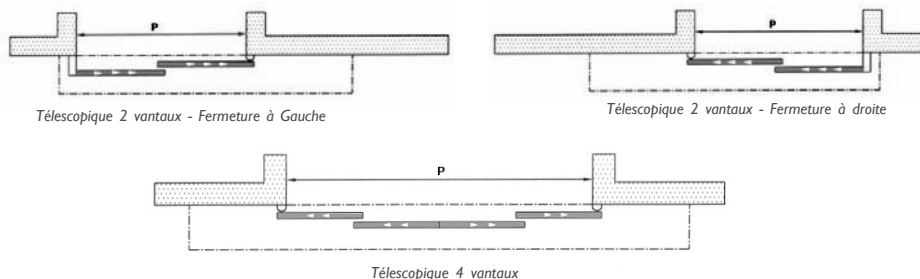 P
P
Télescopique 2 vantaux - Fermeture à Gauche
Télescopique 2 vantaux - Fermeture à droite
P
Télescopique 4 vantaux